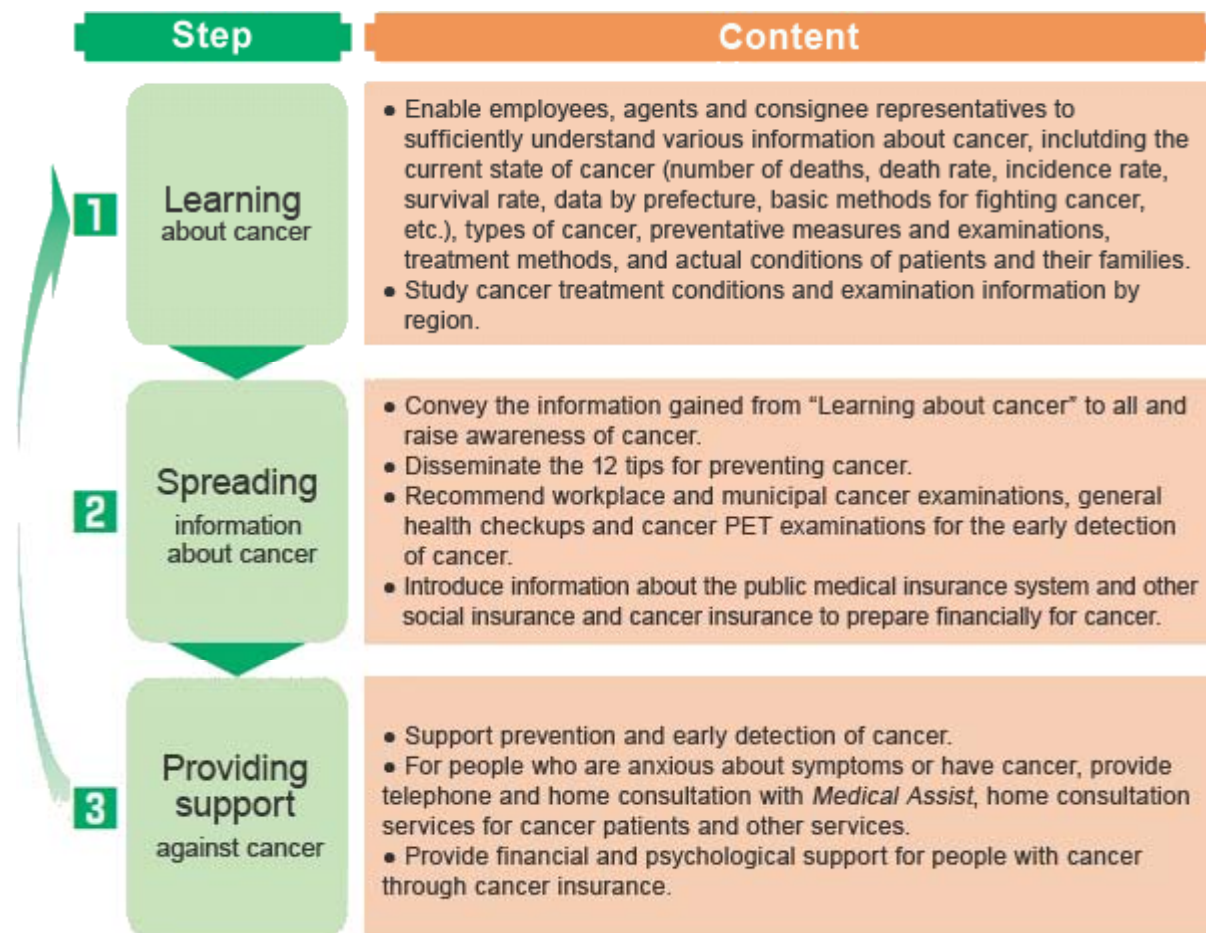 Step
Content
1
Learning
about cancer
● Enable employees, agents and consignee representatives to
sufficiently understand various information about cancer, inclutding the
current state of cancer (number of deaths, death rate, incidence rate,
survival rate, data by prefecture, basic methods for fighting cancer,
etc.), types of cancer, preventative measures and examinations,
treatment methods, and actual conditions of patients and their families.
● Study cancer treatment conditions and examination information by
region.
2
Spreading
information
about cancer
● Convey the information gained from “Learning about cancer” to all and
raise awareness of cancer.
● Disseminate the 12 tips for preventing cancer.
● Recommend workplace and municipal cancer examinations, general
health checkups and cancer PET examinations for the early detection
of cancer.
● Introduce information about the public medical insurance system and other
social insurance and cancer insurance to prepare financially for cancer.
3
Providing
support
against cancer
● Support prevention and early detection of cancer.
● For people who are anxious about symptoms or have cancer, provide
telephone and home consultation with Medical Assist, home consultation
services for cancer patients and other services.
● Provide financial and psychological support for people with cancer
through cancer insurance.